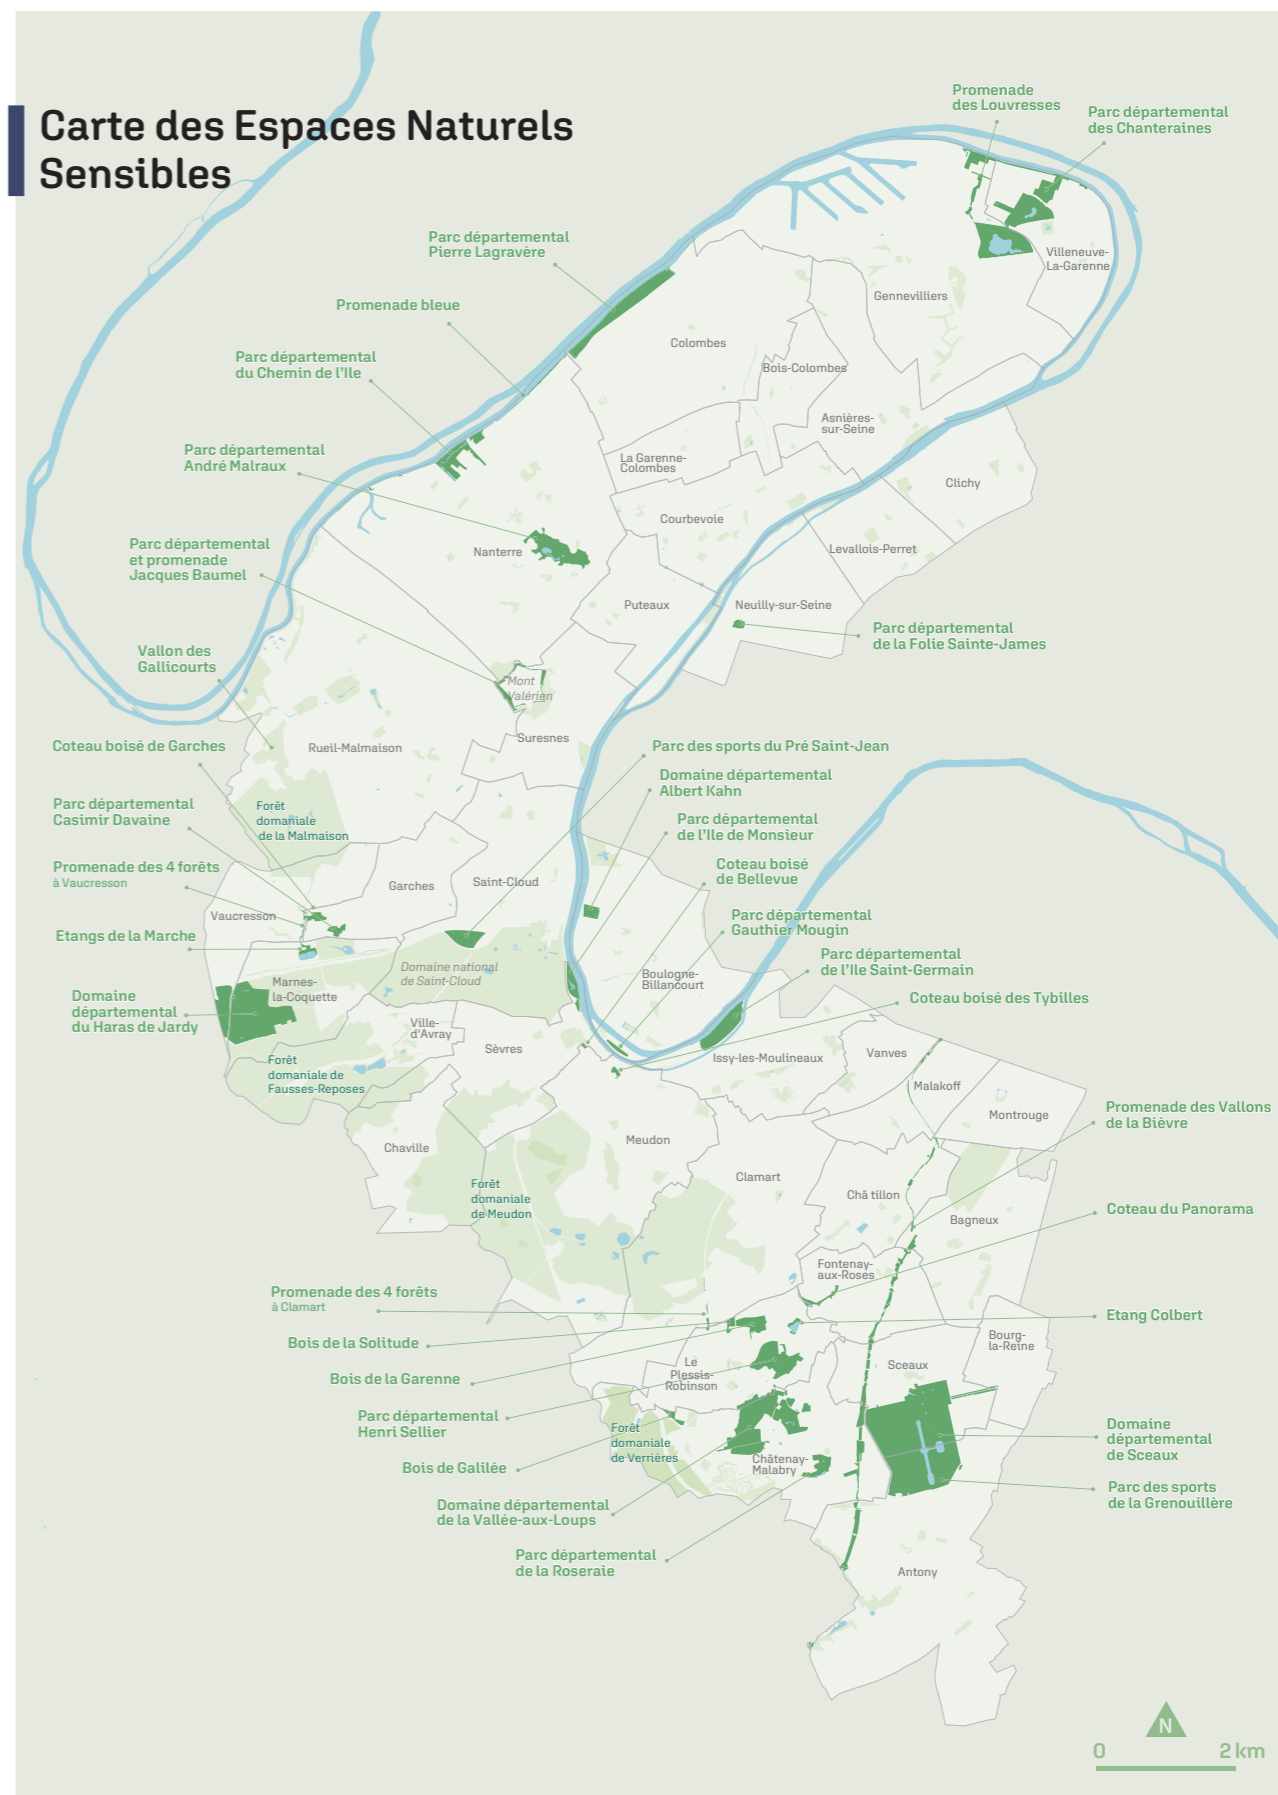 Carte des Espaces Naturels
Sensibles
Promenade
des Louvresses
Parc départemental
des Chanteraines
Parc départemental
Pierre Lagravère
Villeneuve-
La-Garenne
Gennevilliers
Promenade bleue
Colombes
Parc départemental
du Chemin de l'Ile
Bois-Colombes
Asnières-
sur-Seine
Parc départemental
André Malraux
La Garenne-
Colombes
Clichy
Courbevoie
Parc départemental
et promenade
Jacques Baumel
Nanterre
Levallois-Perret
Puteaux
Neuilly-sur-Seine
Parc départemental
de la Folie Sainte-James
Vallon des
Gallicourts
Mont
Valérien
Suresnes
Coteau boisé de Garches
Rueil-Malmaison
Parc des sports du Pré Saint-Jean
Domaine départemental
Albert Kahn
Parc départemental
Casimir Davaine
Forêt
domaniale
de la Malmaison
Parc départemental
de l'Ile de Monsieur
Promenade des 4 forêts
à Vaucresson
Garches
Saint-Cloud
Coteau boisé
de Bellevue
Vaucresson
Parc départemental
Gauthier Mougin
Etangs de la Marche
Parc départemental
de l'Ile Saint-Germain
Domaine national
de Saint-Cloud
Boulogne-
Billancourt
Marnes-
la-Coquette
Domaine
départemental
du Haras de Jardy
Coteau boisé des Tybilles
Ville-
d'Avray
Sèvres
Issy-les-Moulineaux
Vanves
Forêt
domaniale de
Fausses-Reposes
Malakoff
Montrouge
Promenade des Vallons
de la Bièvre
Chaville
Meudon
Clamart
Forêt
domaniale
de Meudon
Châ tillon
Bagneux
Coteau du Panorama
Fontenay-
aux-Roses
Promenade des 4 forêts
à Clamart
Etang Colbert
Bois de la Solitude
Bourg-
la-Reine
Le
Plessis-
Robinson
Sceaux
Bois de la Garenne
Parc départemental
Henri Sellier
Forêt
domaniale
de Verrières
Domaine
départemental
de Sceaux
Bois de Galilée
Châtenay-
Malabry
Parc des sports
de la Grenouillère
Domaine départemental
de la Vallée-aux-Loups
Parc départemental
de la Roseraie
Antony
N
0 2 km